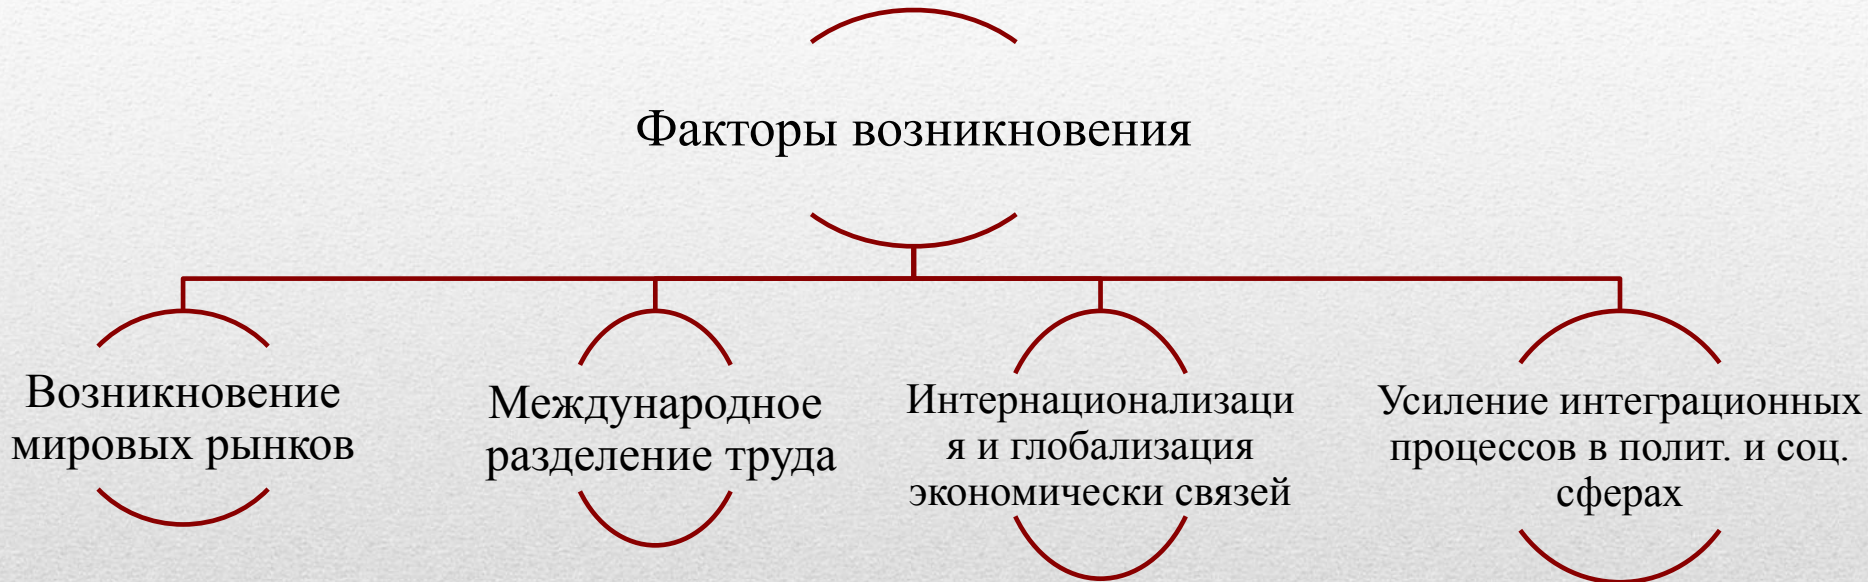 Факторы возникновения
Возникновение
мировых рынков
Международное
разделение труда
Интернационализаци
я и глобализация
экономически связей
Усиление интеграционных
процессов в полит. и соц.
сферах